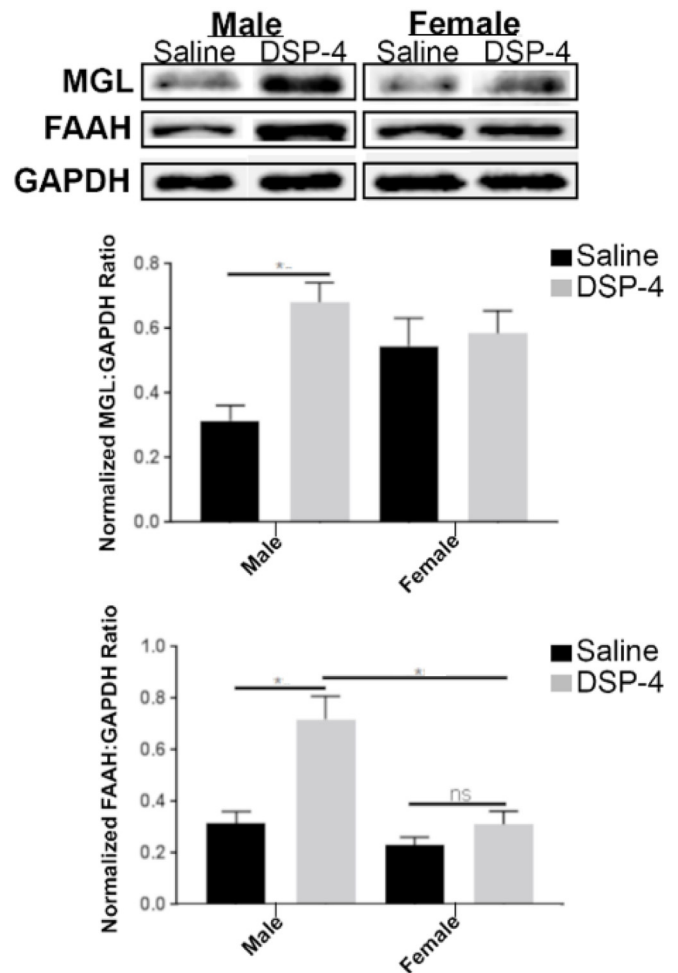 Male Female
Saline DSP-4 Saline DSP-4
MGL
FAAH
GAPDH
Normalized MGL:GAPDH Ratio
0.8
0.6
0.4
0.2
0.0
*
Saline
DSP-4
Male
Female
Normalized FAAH:GAPDH Ratio
1.0
0.8
0.6
0.4
0.2
0.0
*
*
ns
Saline
DSP-4
Male
Female